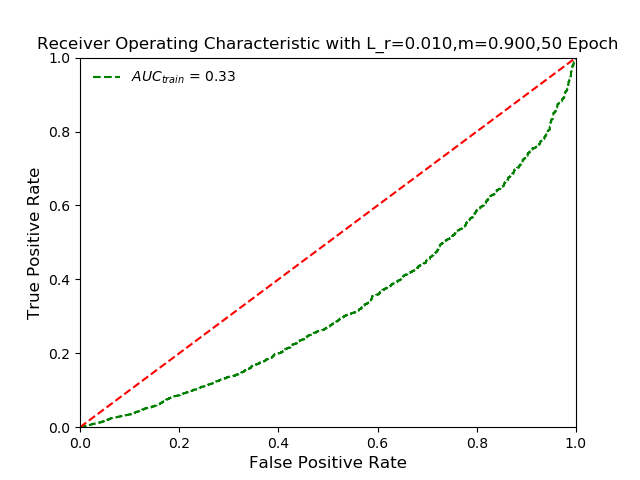 Receiver Operating Characteristic with L_r=0.010,m=0.900,50 Epoch
1.0
0.8
0.6
0.4
0.2
0.0
True Positive Rate
AUCtrain = 0.33
0.0 0.2 0.4 0.6 0.8 1.0
False Positive Rate